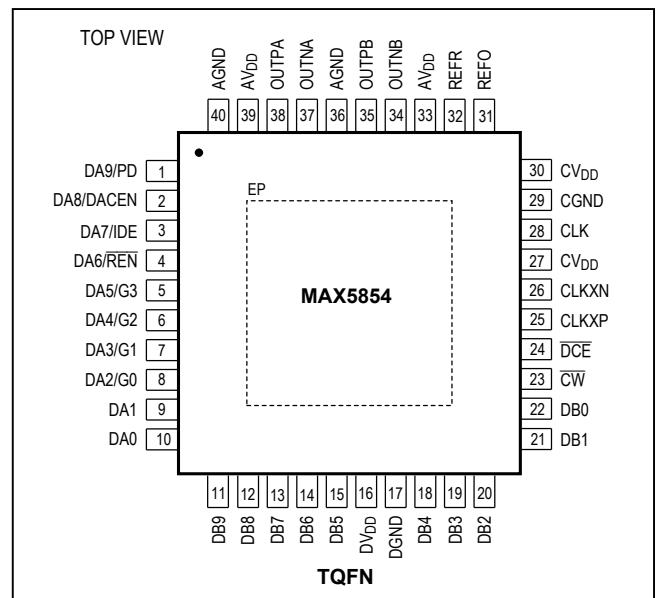 TOP VIEW
AGND AVDD OUTPA OUTNA AGND OUTPB OUTNB AVDD REFR REFO
40 39 38 37 36 35 34 33 32 31
DA9/PD 1
DA8/DACEN 2
DA7/IDE 3
DA6/R̅E̅N̅ 4
DA5/G3 5
DA4/G2 6
DA3/G1 7
DA2/G0 8
DA1 9
DA0 10
EP
MAX5854
30 CVDD
29 CGND
28 CLK
27 CVDD
26 CLKXN
25 CLKXP
24 D̅C̅E̅
23 C̅W̅
22 DB0
21 DB1
11 12 13 14 15 16 17 18 19 20
DB9 DB8 DB7 DB6 DB5 DVDD DGND DB4 DB3 DB2
TQFN